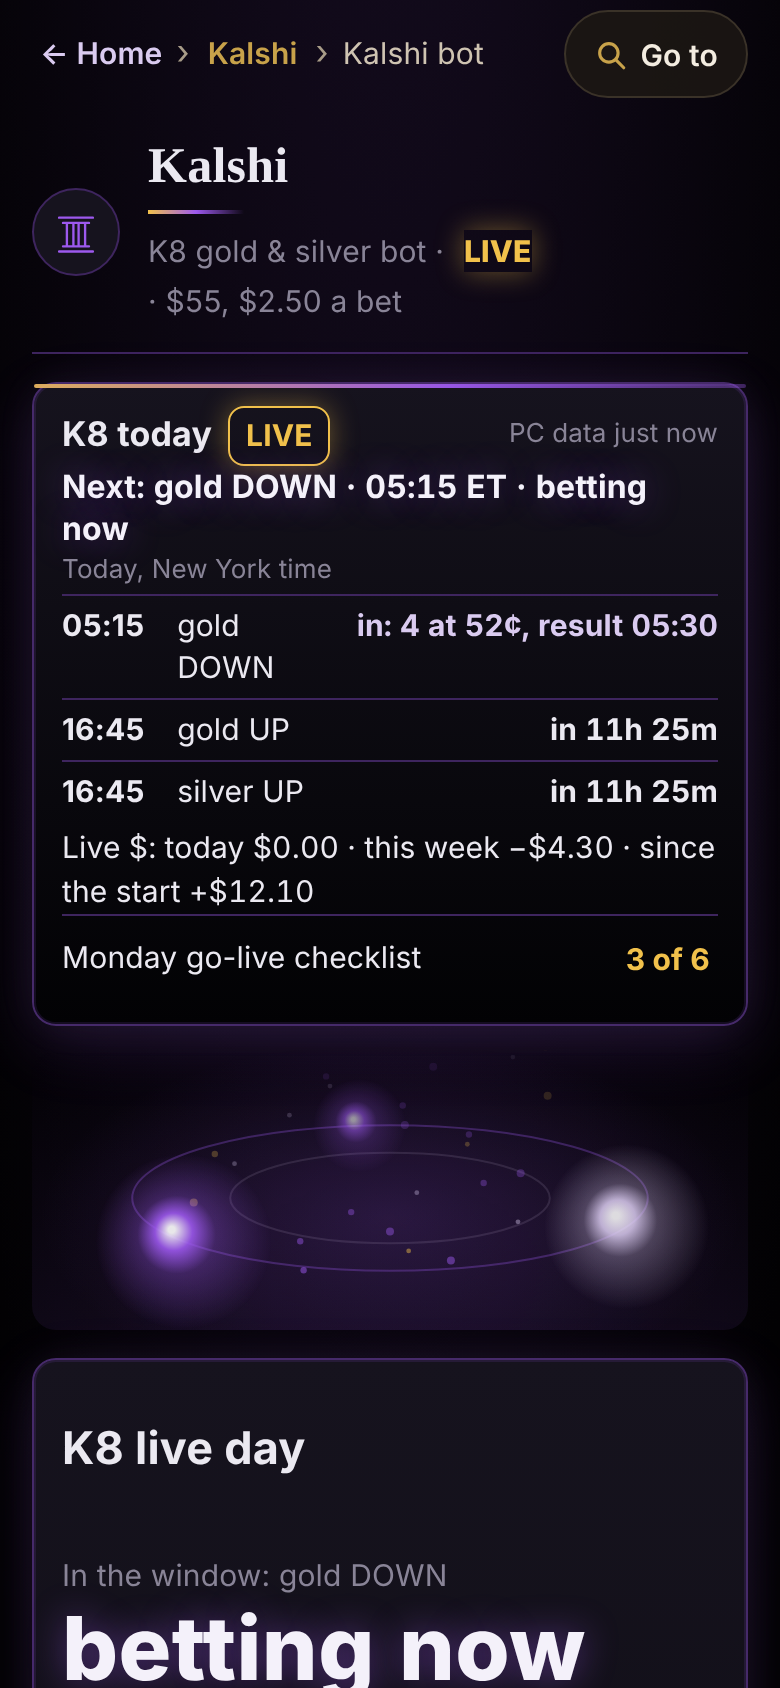 ← Home › Kalshi › Kalshi bot
Go to
Kalshi
K8 gold & silver bot · LIVE
· $55, $2.50 a bet
K8 today LIVE PC data just now
Next: gold DOWN · 05:15 ET · betting
now
Today, New York time
05:15 gold in: 4 at 52¢, result 05:30
DOWN
16:45 gold UP in 11h 25m
16:45 silver UP in 11h 25m
Live $: today $0.00 · this week −$4.30 · since
the start +$12.10
Monday go-live checklist 3 of 6
K8 live day
In the window: gold DOWN
betting now